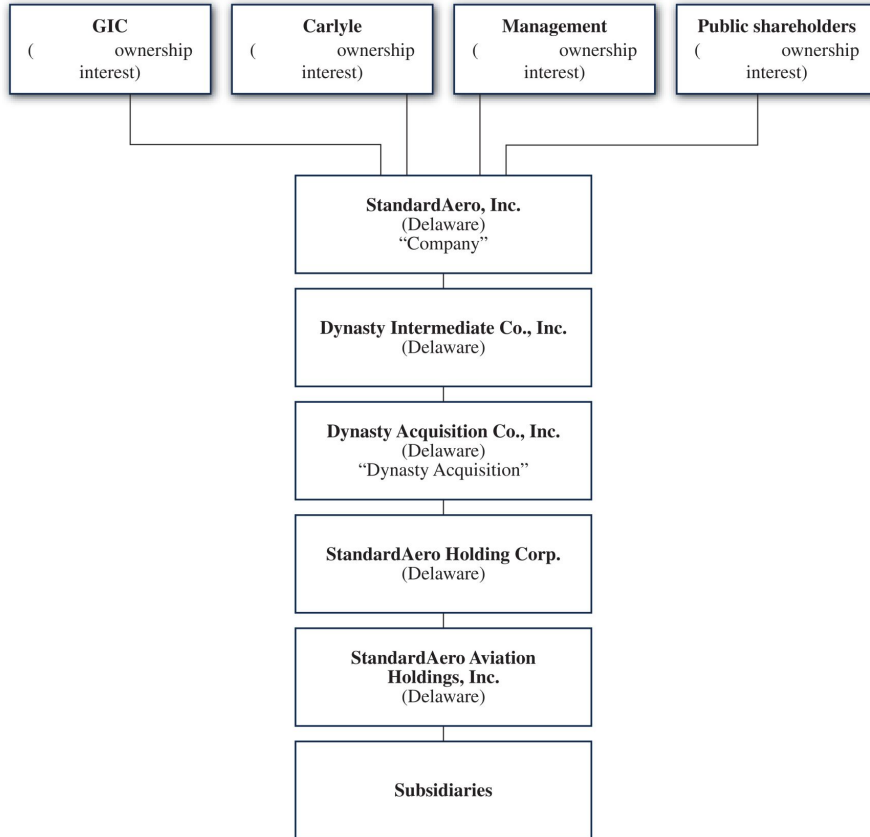 GIC
( ownership
interest)
Carlyle
( ownership
interest)
Management
( ownership
interest)
Public shareholders
( ownership
interest)
StandardAero, Inc.
(Delaware)
“Company”
Dynasty Intermediate Co., Inc.
(Delaware)
Dynasty Acquisition Co., Inc.
(Delaware)
“Dynasty Acquisition”
StandardAero Holding Corp.
(Delaware)
StandardAero Aviation
Holdings, Inc.
(Delaware)
Subsidiaries